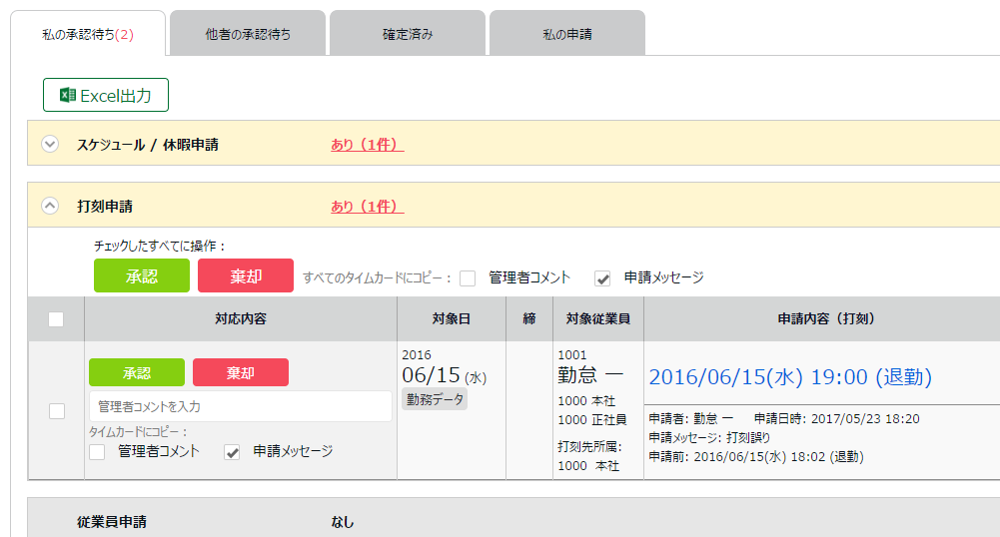 私の承認待ち(2)
他者の承認待ち
確定済み
私の申請
Excel出力
スケジュール / 休暇申請
あり（1件）
打刻申請
あり（1件）
チェックしたすべてに操作：
承認
棄却
すべてのタイムカードにコピー：
管理者コメント
申請メッセージ
対応内容
対象日
締
対象従業員
申請内容（打刻）
承認
棄却
管理者コメントを入力
タイムカードにコピー：
管理者コメント
申請メッセージ
2016
06/15 (水)
勤務データ
1001
勤怠 一
1000 本社
1000 正社員
打刻先所属:
1000 本社
2016/06/15(水) 19:00 (退勤)
申請者: 勤怠 一 申請日時: 2017/05/23 18:20
申請メッセージ: 打刻誤り
申請前: 2016/06/15(水) 18:02 (退勤)
従業員申請
なし